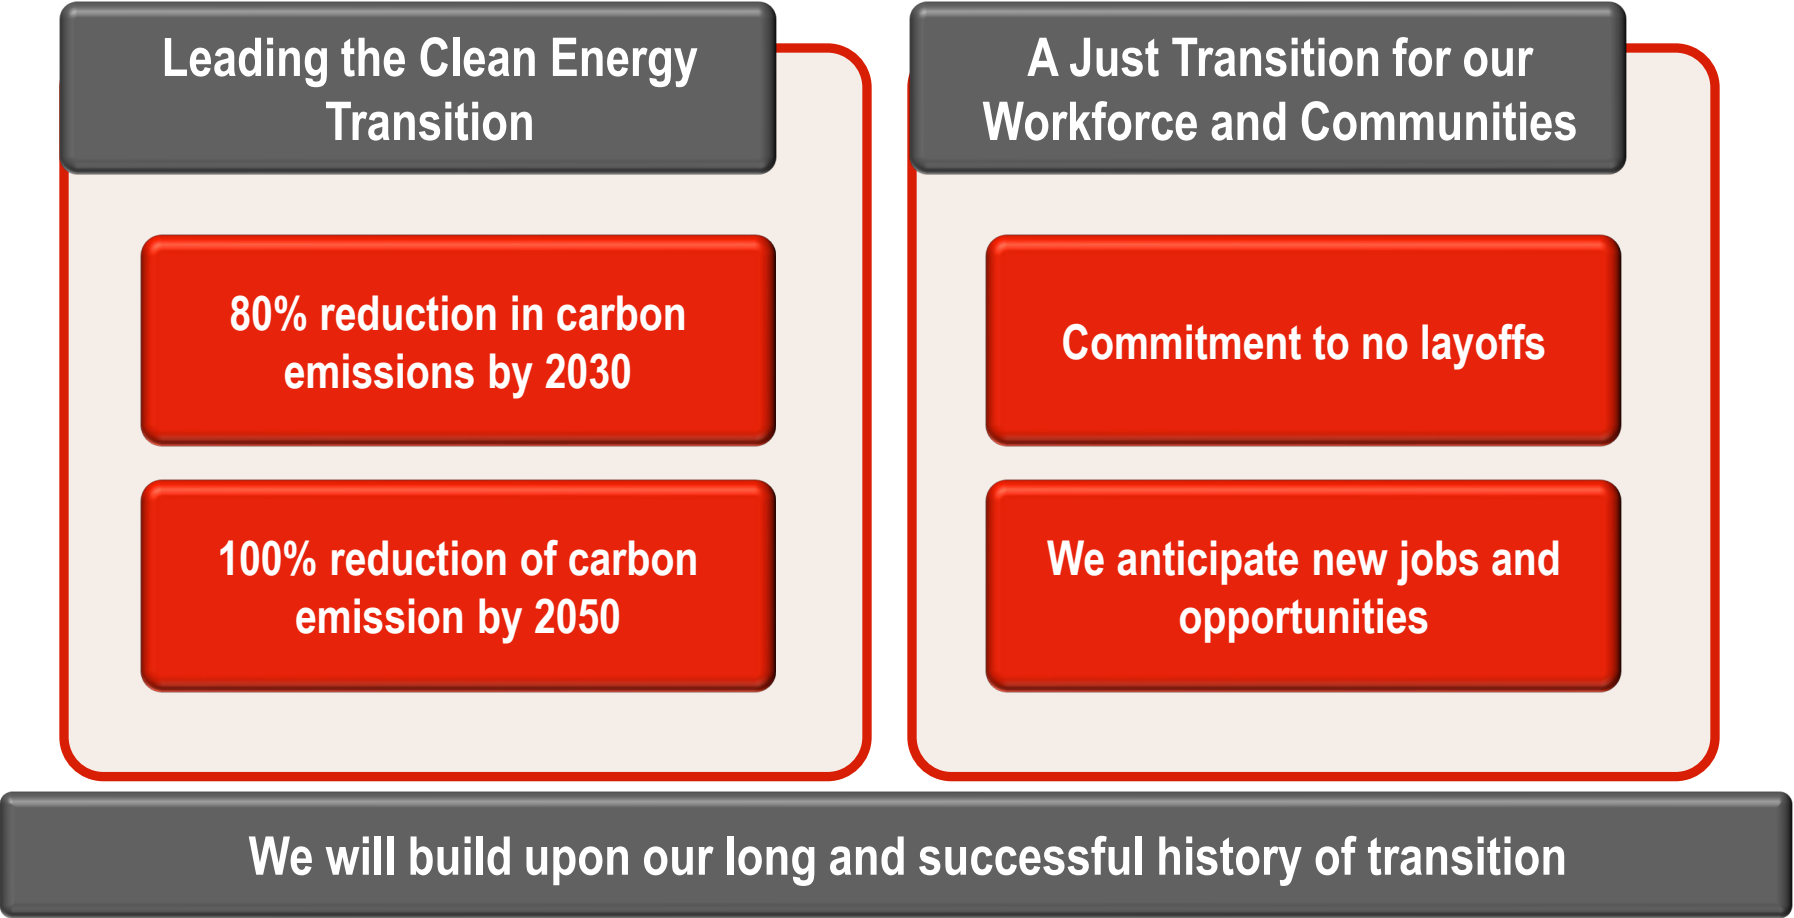 Leading the Clean Energy
Transition
80% reduction in carbon
emissions by 2030
100% reduction of carbon
emission by 2050
A Just Transition for our
Workforce and Communities
Commitment to no layoffs
We anticipate new jobs and
opportunities
We will build upon our long and successful history of transition